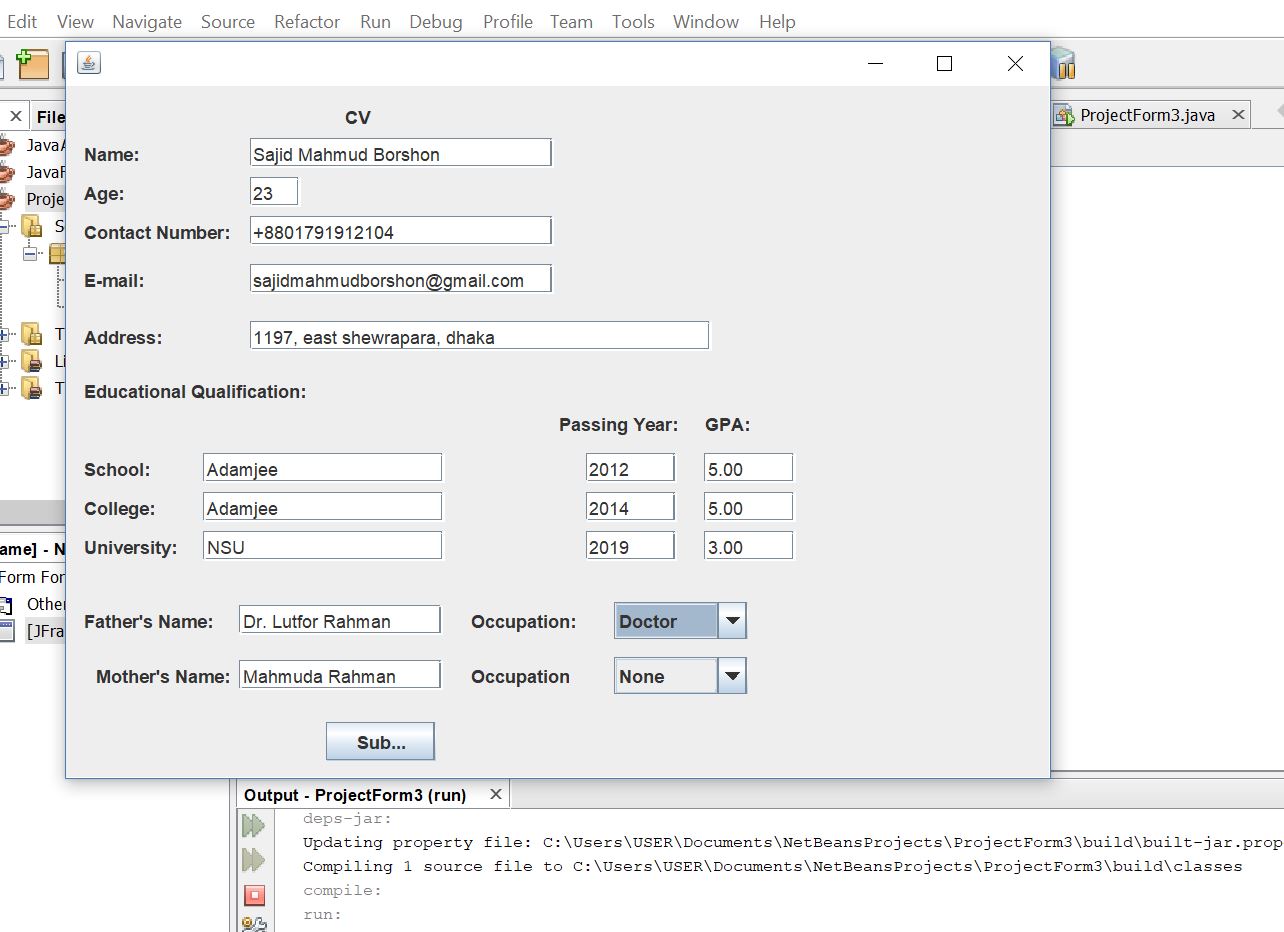 Edit View Navigate Source Refactor Run Debug Profile Team Tools Window Help
File
ProjectForm3.java
CV
JavaA
Name: Sajid Mahmud Borshon
JavaF
Age: 23
Proje
Contact Number: +8801791912104
S
E-mail: sajidmahmudborshon@gmail.com
Address: 1197, east shewrapara, dhaka
T
Li
T
Educational Qualification:
Passing Year: GPA:
School: Adamjee 2012 5.00
College: Adamjee 2014 5.00
University: NSU 2019 3.00
ame] - N
Form For
Other
[JFra
Father's Name: Dr. Lutfor Rahman Occupation: Doctor
Mother's Name: Mahmuda Rahman Occupation None
Sub...
Output - ProjectForm3 (run)
deps-jar:
Updating property file: C:\Users\USER\Documents\NetBeansProjects\ProjectForm3\build\built-jar.prop
Compiling 1 source file to C:\Users\USER\Documents\NetBeansProjects\ProjectForm3\build\classes
compile:
run: